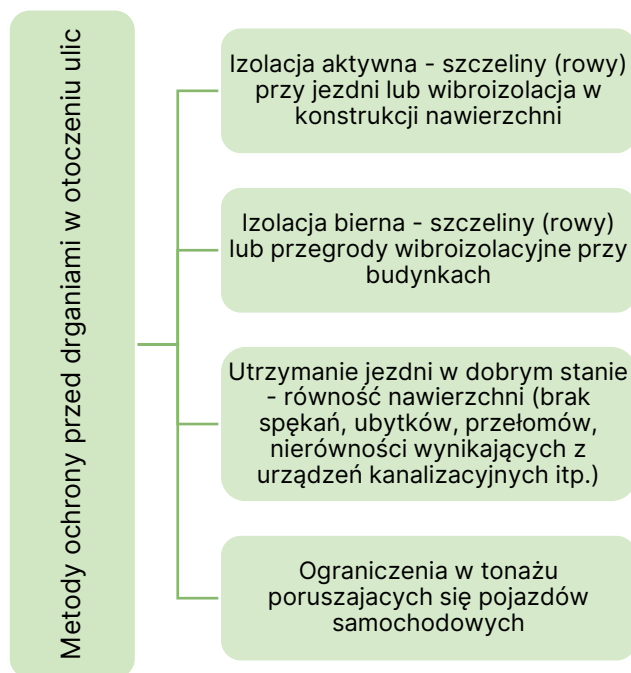 Metody ochrony przed drganiami w otoczeniu ulic
Izolacja aktywna - szczeliny (rowy)
przy jezdni lub wibroizolacja w
konstrukcji nawierzchni
Izolacja bierna - szczeliny (rowy)
lub przegrody wibroizolacyjne przy
budynkach
Utrzymanie jezdni w dobrym stanie
- równość nawierzchni (brak
spękań, ubytków, przełomów,
nierówności wynikających z
urządzeń kanalizacyjnych itp.)
Ograniczenia w tonażu
poruszajacych się pojazdów
samochodowych